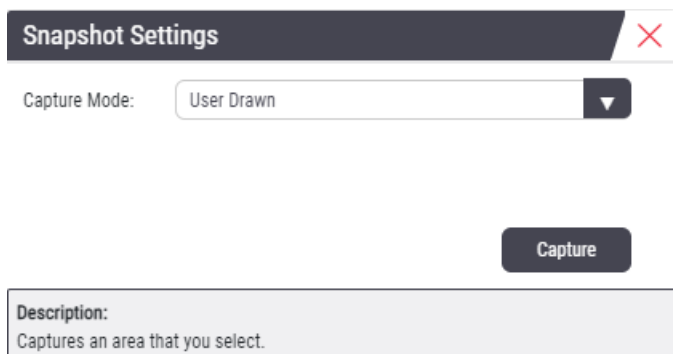 Snapshot Settings
Capture Mode: User Drawn
Capture
Description:
Captures an area that you select.